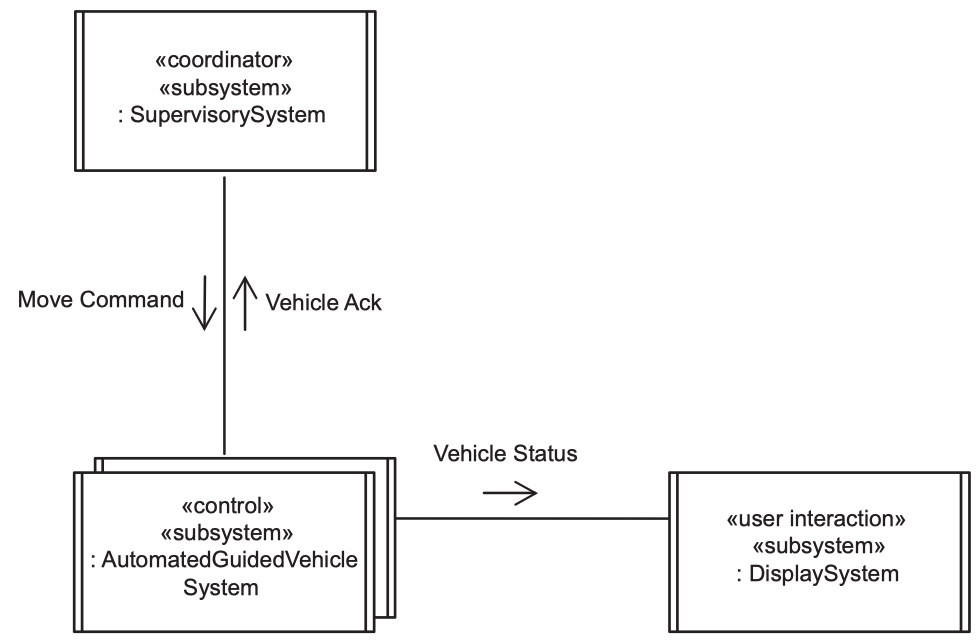 «coordinator»
«subsystem»
: SupervisorySystem
Move Command
Vehicle Ack
Vehicle Status
«control»
«subsystem»
: AutomatedGuidedVehicle
System
«user interaction»
«subsystem»
: DisplaySystem